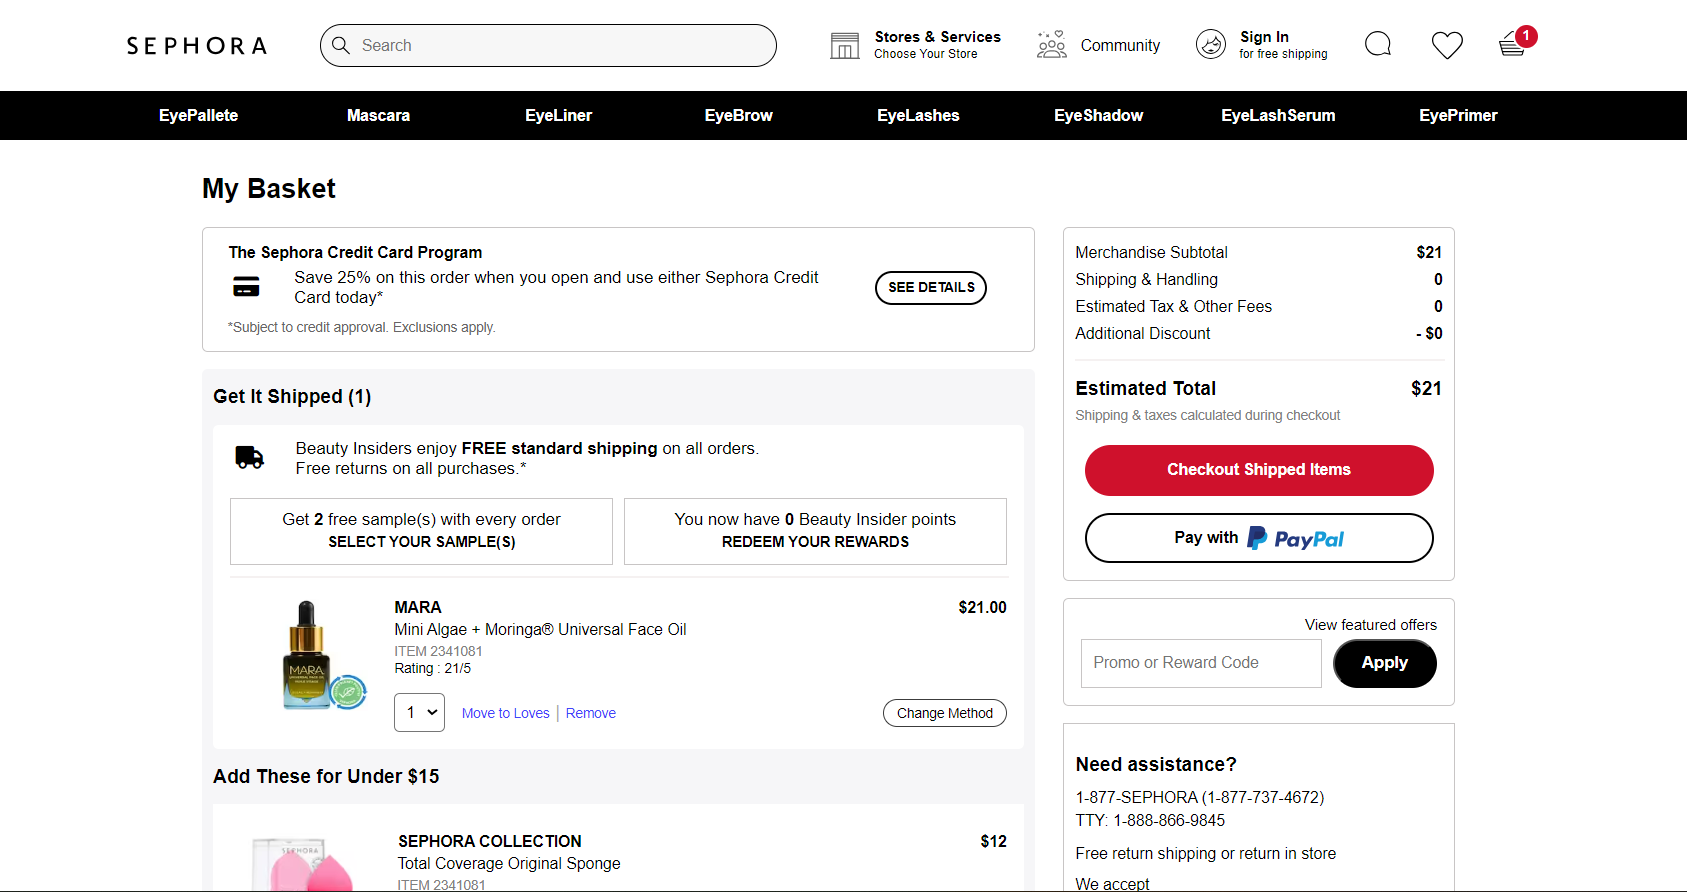 SEPHORA
Search
Stores & Services
Choose Your Store
Community
Sign In
for free shipping
1
EyePallete
Mascara
EyeLiner
EyeBrow
EyeLashes
EyeShadow
EyeLashSerum
EyePrimer
My Basket
The Sephora Credit Card Program
Save 25% on this order when you open and use either Sephora Credit
Card today*
SEE DETAILS
*Subject to credit approval. Exclusions apply.
Get It Shipped (1)
Beauty Insiders enjoy FREE standard shipping on all orders.
Free returns on all purchases.*
Get 2 free sample(s) with every order
SELECT YOUR SAMPLE(S)
You now have 0 Beauty Insider points
REDEEM YOUR REWARDS
MARA
MARA
$21.00
Mini Algae + Moringa® Universal Face Oil
ITEM 2341081
Rating : 21/5
1
Move to Loves | Remove
Change Method
Add These for Under $15
SEPHORA
SEPHORA COLLECTION
$12
Total Coverage Original Sponge
ITEM 2341081
Merchandise Subtotal $21
Shipping & Handling 0
Estimated Tax & Other Fees 0
Additional Discount - $0
Estimated Total $21
Shipping & taxes calculated during checkout
Checkout Shipped Items
Pay with PayPal
View featured offers
Promo or Reward Code
Apply
Need assistance?
1-877-SEPHORA (1-877-737-4672)
TTY: 1-888-866-9845
Free return shipping or return in store
We accept